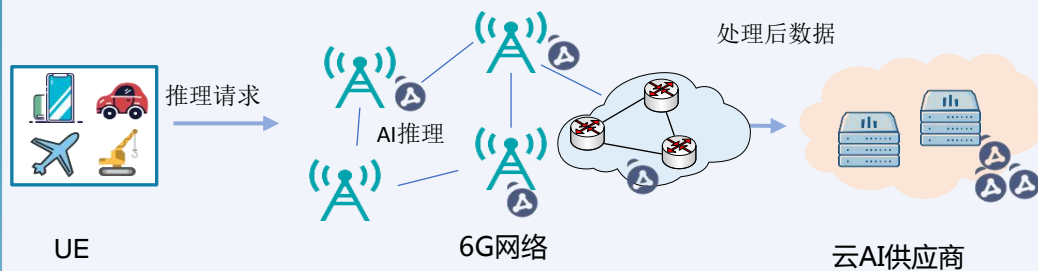 处理后数据
推理请求
AI推理
UE
6G网络
云AI供应商